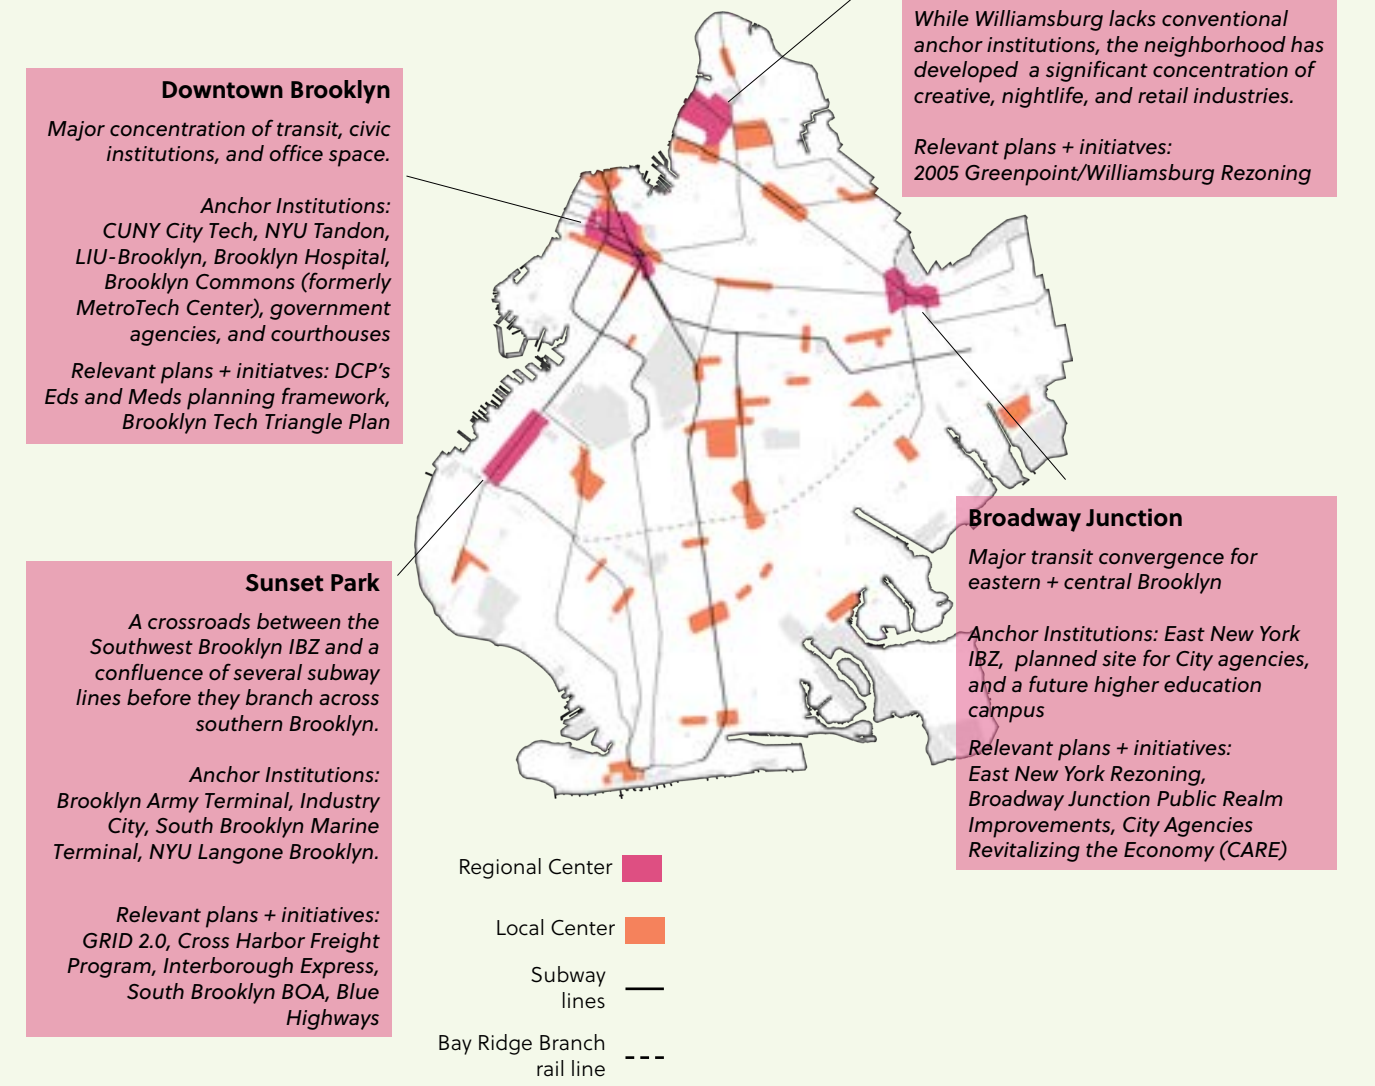 While Williamsburg lacks conventional
anchor institutions, the neighborhood has
developed a significant concentration of
creative, nightlife, and retail industries.
Relevant plans + initiatves:
2005 Greenpoint/Williamsburg Rezoning
Downtown Brooklyn
Major concentration of transit, civic
institutions, and office space.
Anchor Institutions:
CUNY City Tech, NYU Tandon,
LIU-Brooklyn, Brooklyn Hospital,
Brooklyn Commons (formerly
MetroTech Center), government
agencies, and courthouses
Relevant plans + initiatves: DCP's
Eds and Meds planning framework,
Brooklyn Tech Triangle Plan
Broadway Junction
Major transit convergence for
eastern + central Brooklyn
Anchor Institutions: East New York
IBZ, planned site for City agencies,
and a future higher education
campus
Relevant plans + initiatives:
East New York Rezoning,
Broadway Junction Public Realm
Improvements, City Agencies
Revitalizing the Economy (CARE)
Sunset Park
A crossroads between the
Southwest Brooklyn IBZ and a
confluence of several subway
lines before they branch across
southern Brooklyn.
Anchor Institutions:
Brooklyn Army Terminal, Industry
City, South Brooklyn Marine
Terminal, NYU Langone Brooklyn.
Relevant plans + initiatives:
GRID 2.0, Cross Harbor Freight
Program, Interborough Express,
South Brooklyn BOA, Blue
Highways
Regional Center
Local Center
Subway
lines
Bay Ridge Branch
rail line